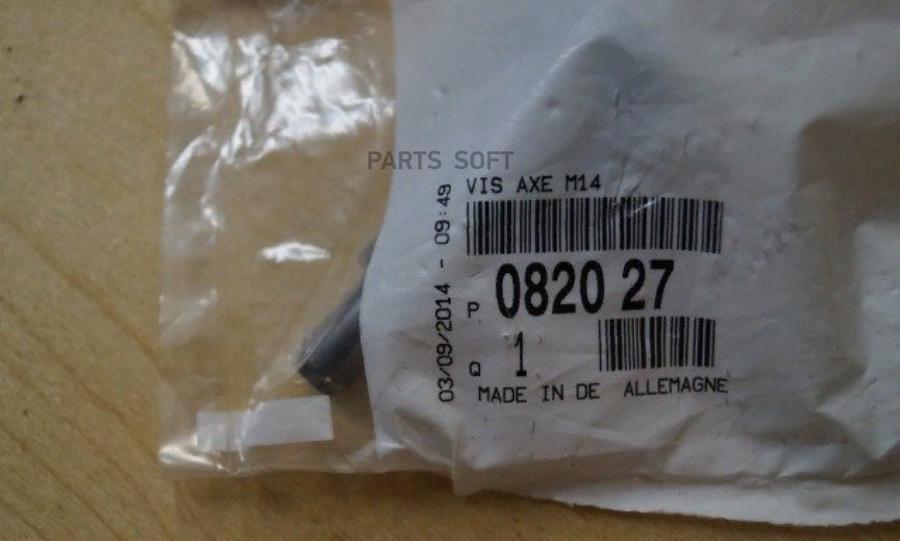 PARTS SOFT
VIS AXE M14
03/09/2014 - 09:49
P 0820 27
Q 1
MADE IN DE ALLEMAGNE